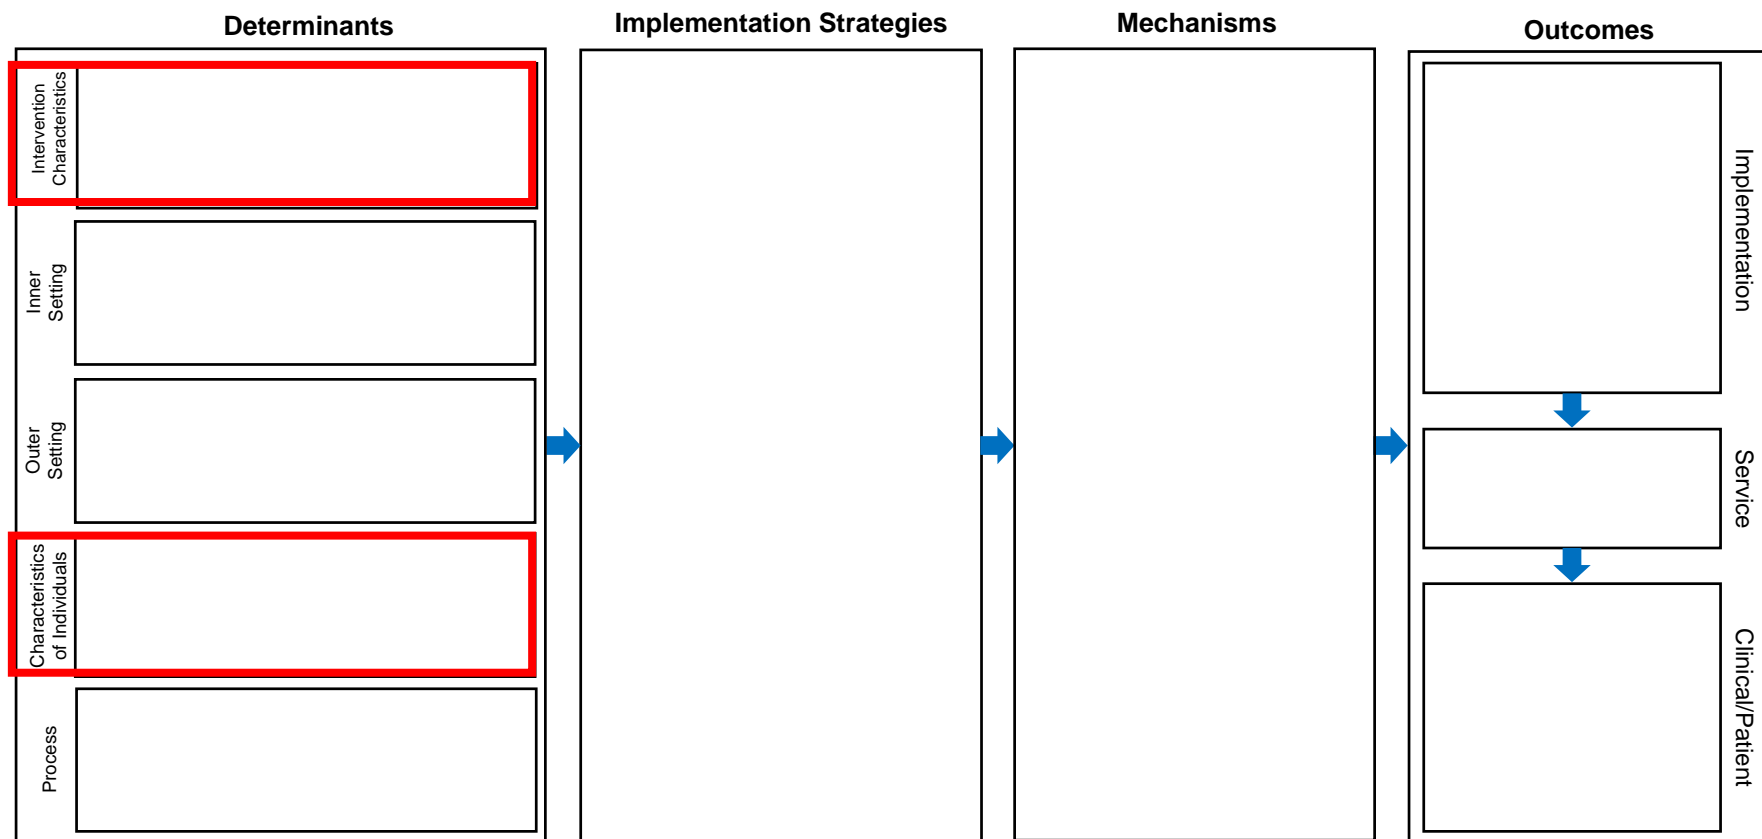 Determinants
Implementation Strategies
Mechanisms
Outcomes
Intervention
Characteristics
Inner
Setting
Outer
Setting
Characteristics
of Individuals
Process
Implementation
Service
Clinical/Patient